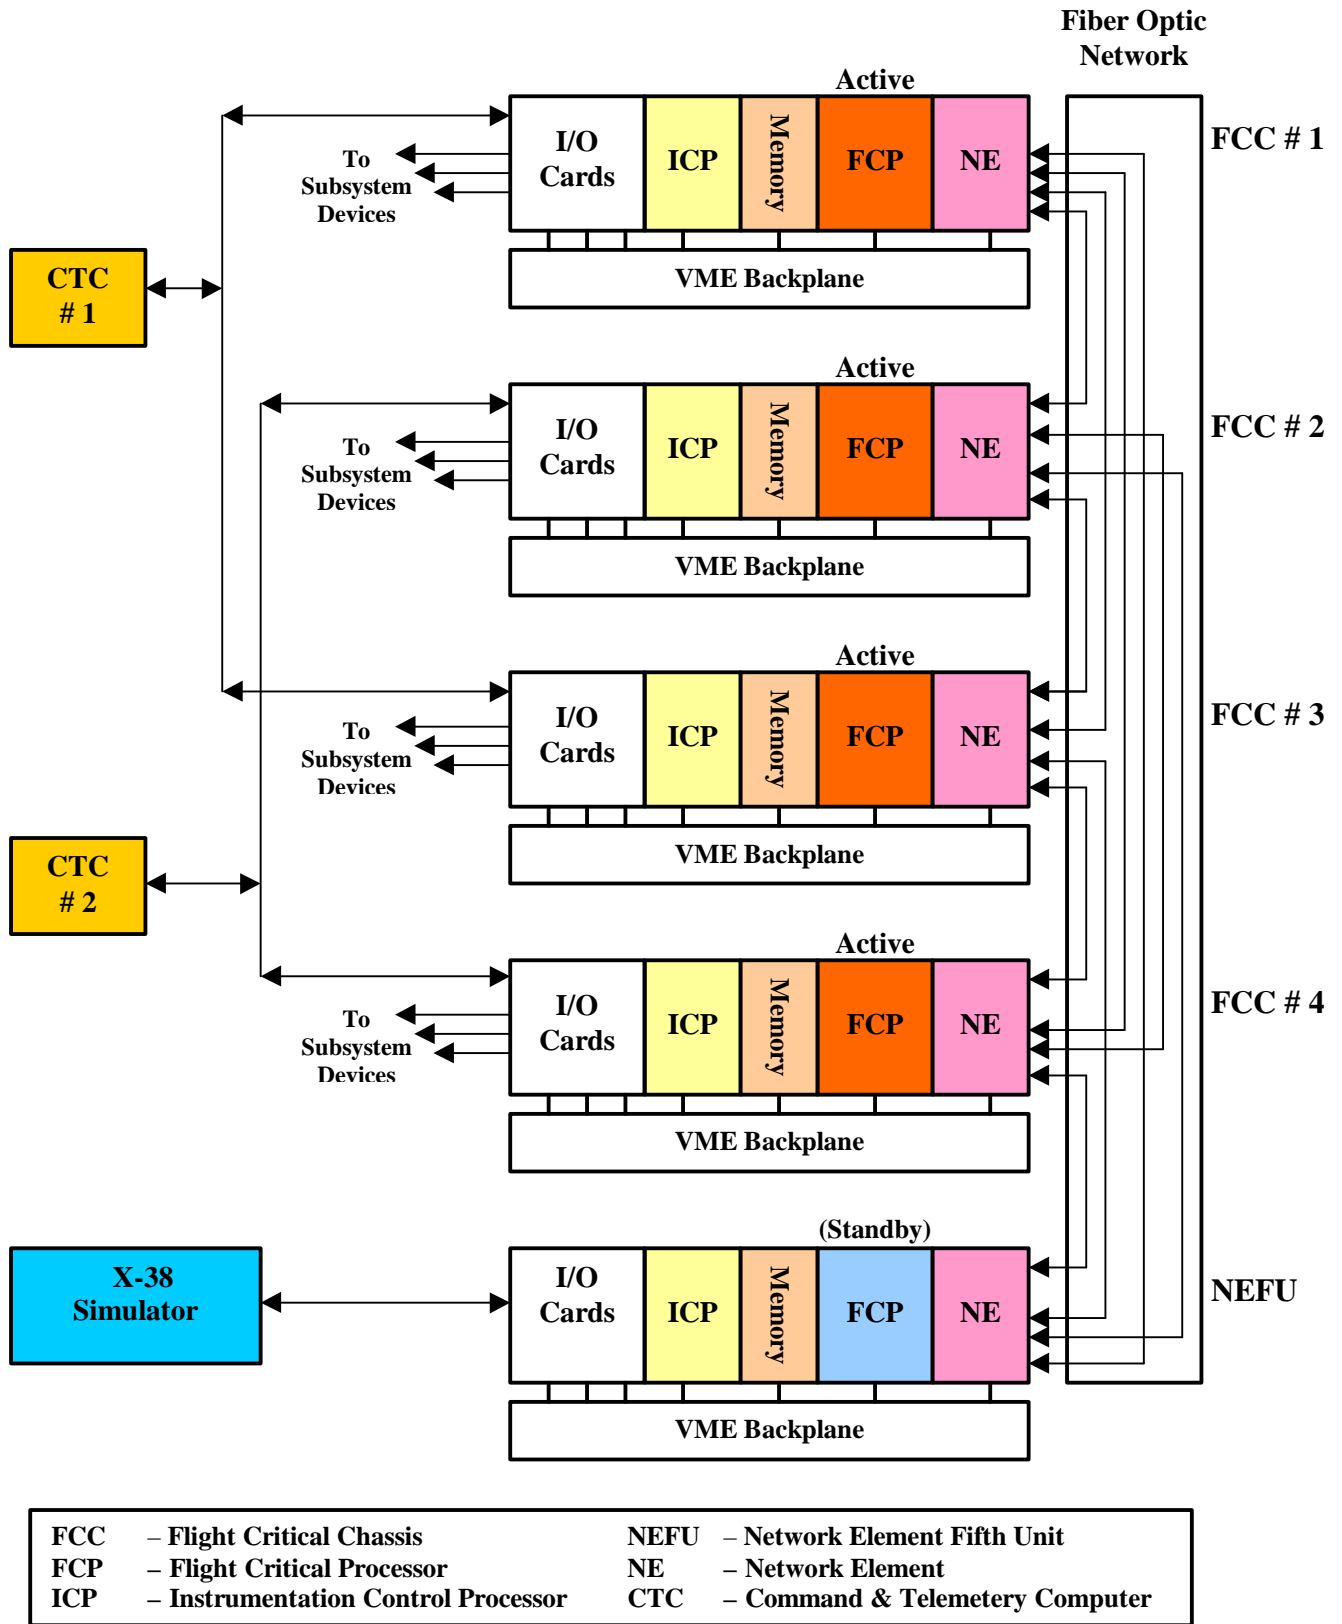 Fiber Optic
Network
Active
I/O
Cards
ICP
Memory
FCP
NE
FCC # 1
To
Subsystem
Devices
VME Backplane
CTC
# 1
Active
I/O
Cards
ICP
Memory
FCP
NE
FCC # 2
To
Subsystem
Devices
VME Backplane
Active
I/O
Cards
ICP
Memory
FCP
NE
FCC # 3
To
Subsystem
Devices
VME Backplane
CTC
# 2
Active
I/O
Cards
ICP
Memory
FCP
NE
FCC # 4
To
Subsystem
Devices
VME Backplane
(Standby)
X-38
Simulator
I/O
Cards
ICP
Memory
FCP
NE
NEFU
VME Backplane
FCC – Flight Critical Chassis
FCP – Flight Critical Processor
ICP – Instrumentation Control Processor
NEFU – Network Element Fifth Unit
NE – Network Element
CTC – Command & Telemetery Computer